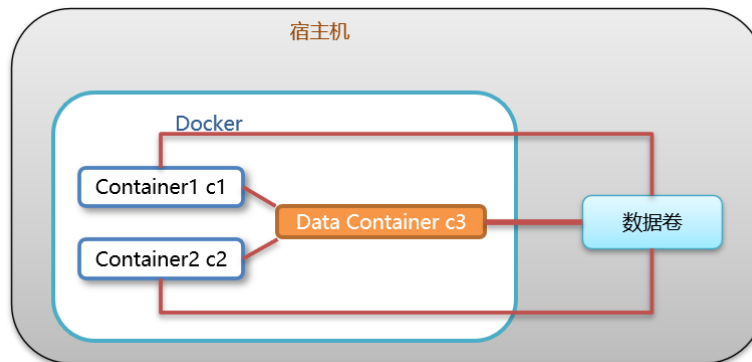 宿主机
Docker
Container1 c1
Data Container c3
数据卷
Container2 c2